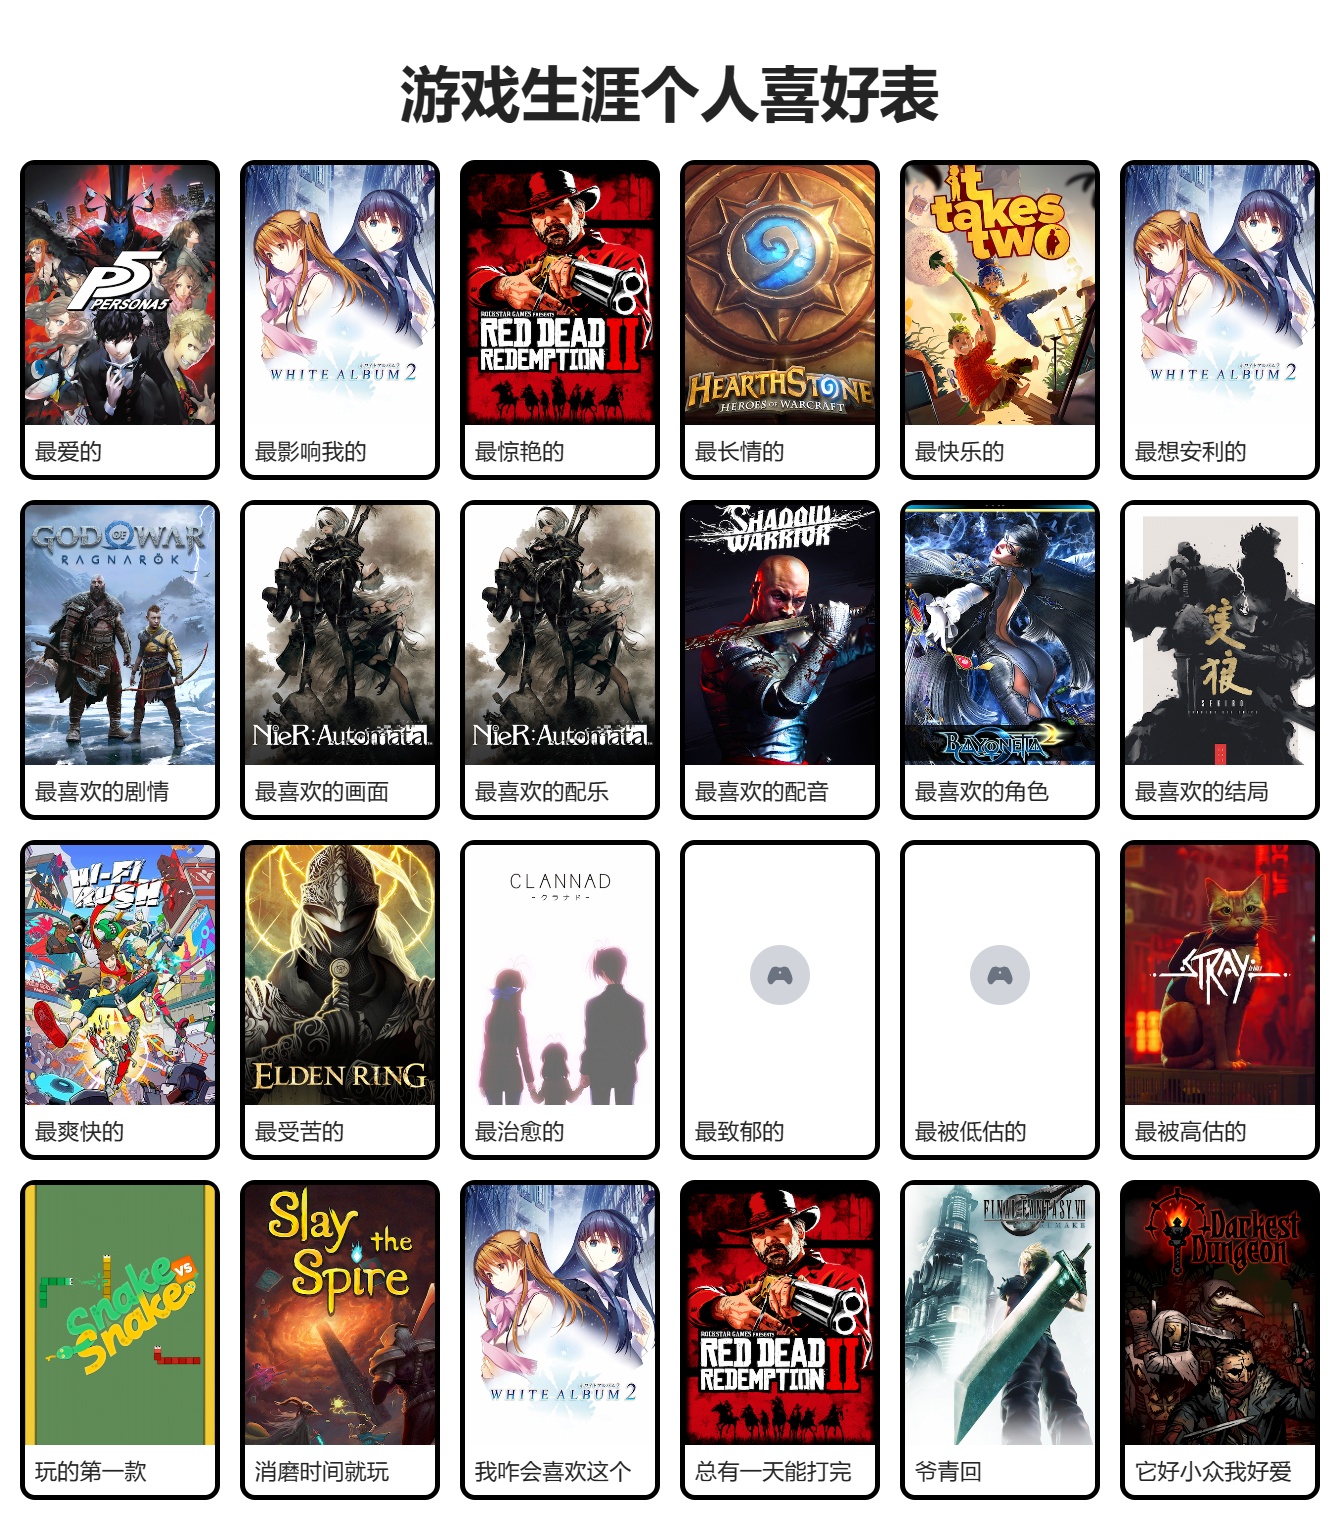 游戏生涯个人喜好表
P5
PERSONA5
最爱的
WHITE ALBUM 2
最影响我的
ROCKSTAR GAMES PRESENTS
RED DEAD
REDEMPTION II
最惊艳的
HEARTHSTONE
HEROES OF WARCRAFT
最长情的
it
takes
two
最快乐的
WHITE ALBUM 2
最想安利的
GOD OF WAR
RAGNARÖK
最喜欢的剧情
NieR:Automata
最喜欢的画面
NieR:Automata
最喜欢的配乐
SHADOW
WARRIOR
最喜欢的配音
BAYONETTA 2
最喜欢的角色
隻
狼
SEKIRO
最喜欢的结局
HI-FI
RUSH
最爽快的
ELDEN RING
最受苦的
CLANNAD
-クラナド-
最治愈的
最致郁的
最被低估的
STRAY
最被高估的
Snake
vs
Snake
玩的第一款
Slay
the
Spire
消磨时间就玩
WHITE ALBUM 2
我咋会喜欢这个
ROCKSTAR GAMES PRESENTS
RED DEAD
REDEMPTION II
总有一天能打完
FINAL FANTASY VII
REMAKE
爷青回
Darkest
Dungeon
它好小众我好爱